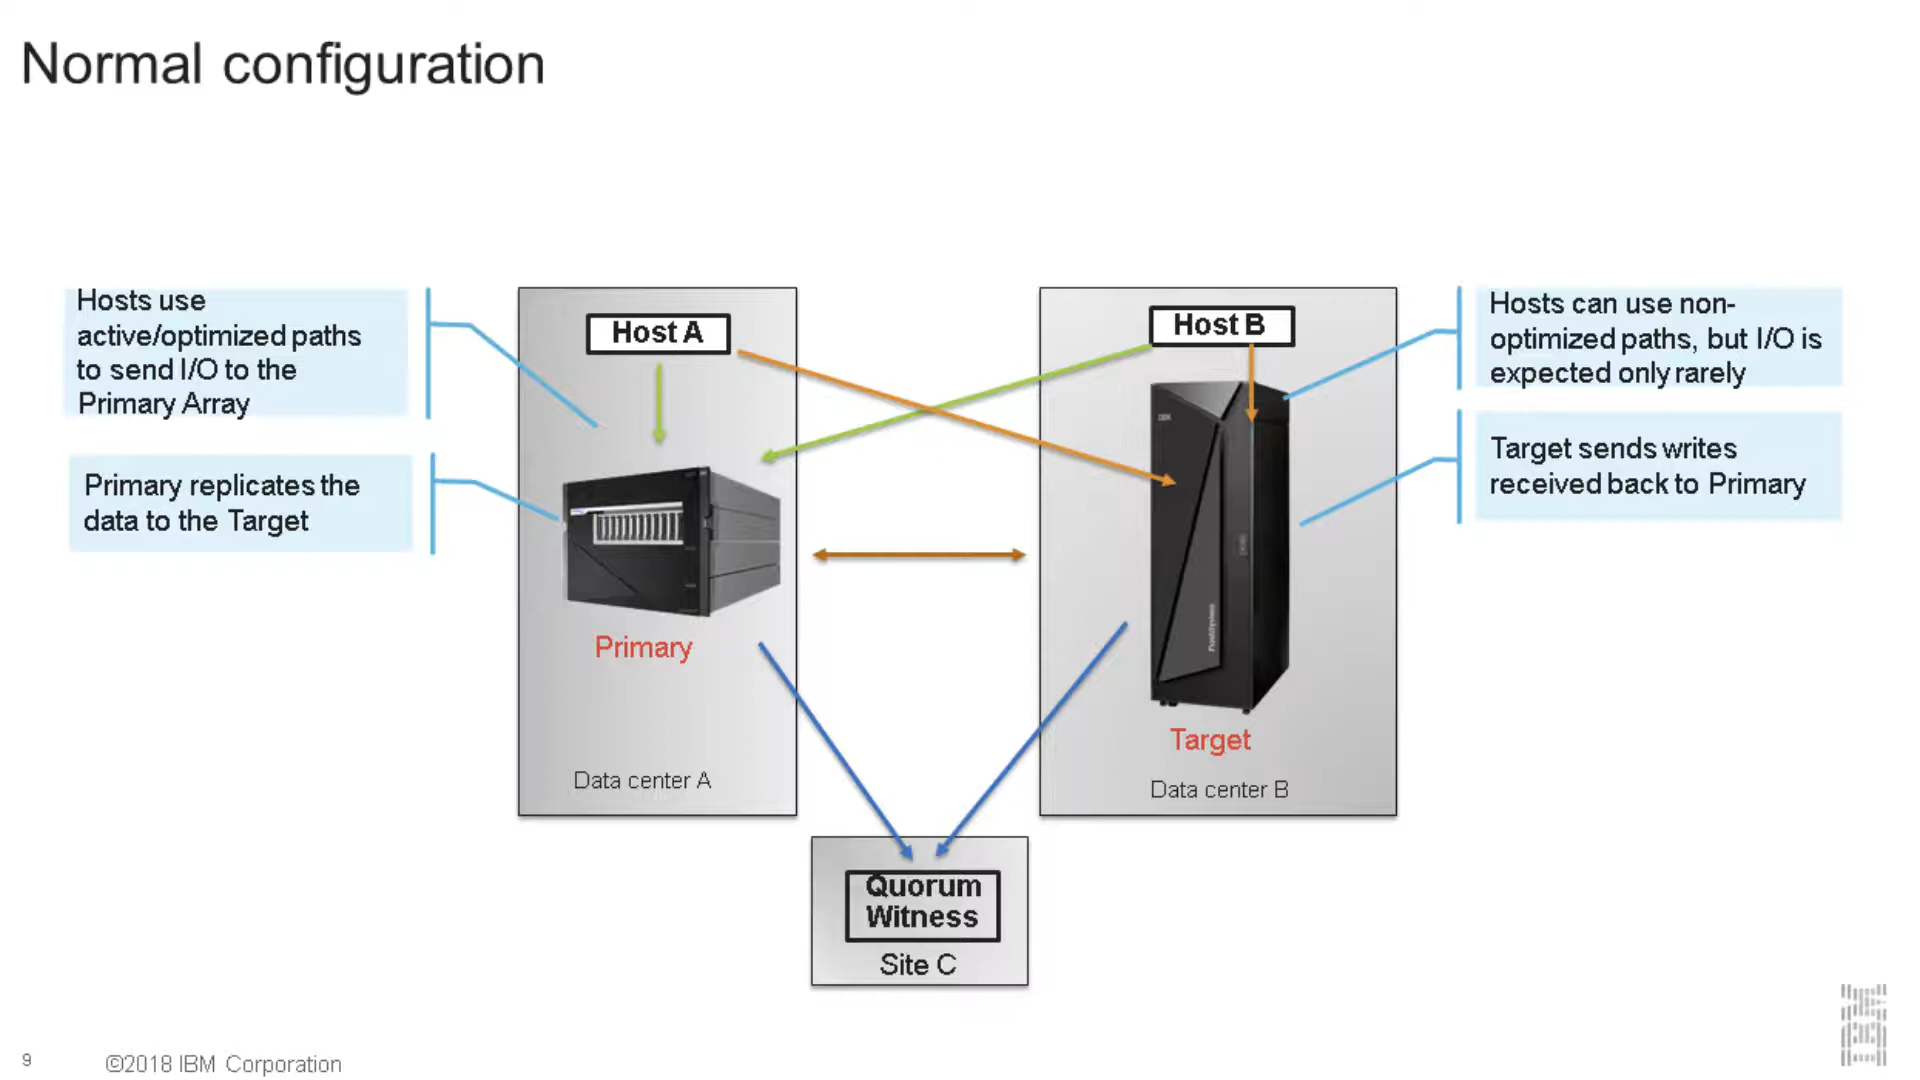 Normal configuration
Hosts use
active/optimized paths
to send I/O to the
Primary Array
Primary replicates the
data to the Target
Host A
Primary
Data center A
Host B
Target
Data center B
Hosts can use non-
optimized paths, but I/O is
expected only rarely
Target sends writes
received back to Primary
Quorum
Witness
Site C
9
©2018 IBM Corporation
IBM